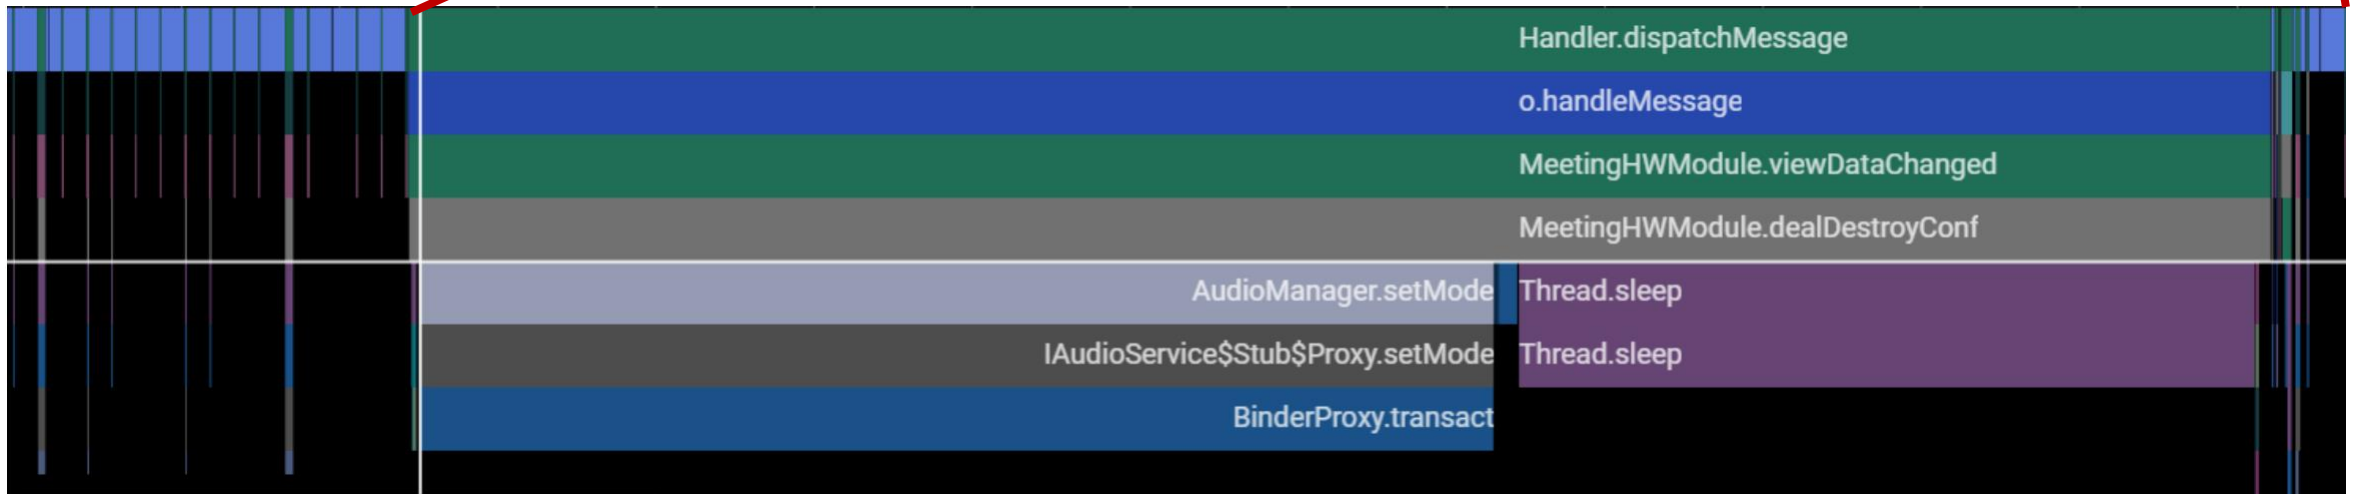 Handler.dispatchMessage
o.handleMessage
MeetingHWModule.viewDataChanged
MeetingHWModule.dealDestroyConf
AudioManager.setMode Thread.sleep
IAudioService$Stub$Proxy.setMode Thread.sleep
BinderProxy.transact